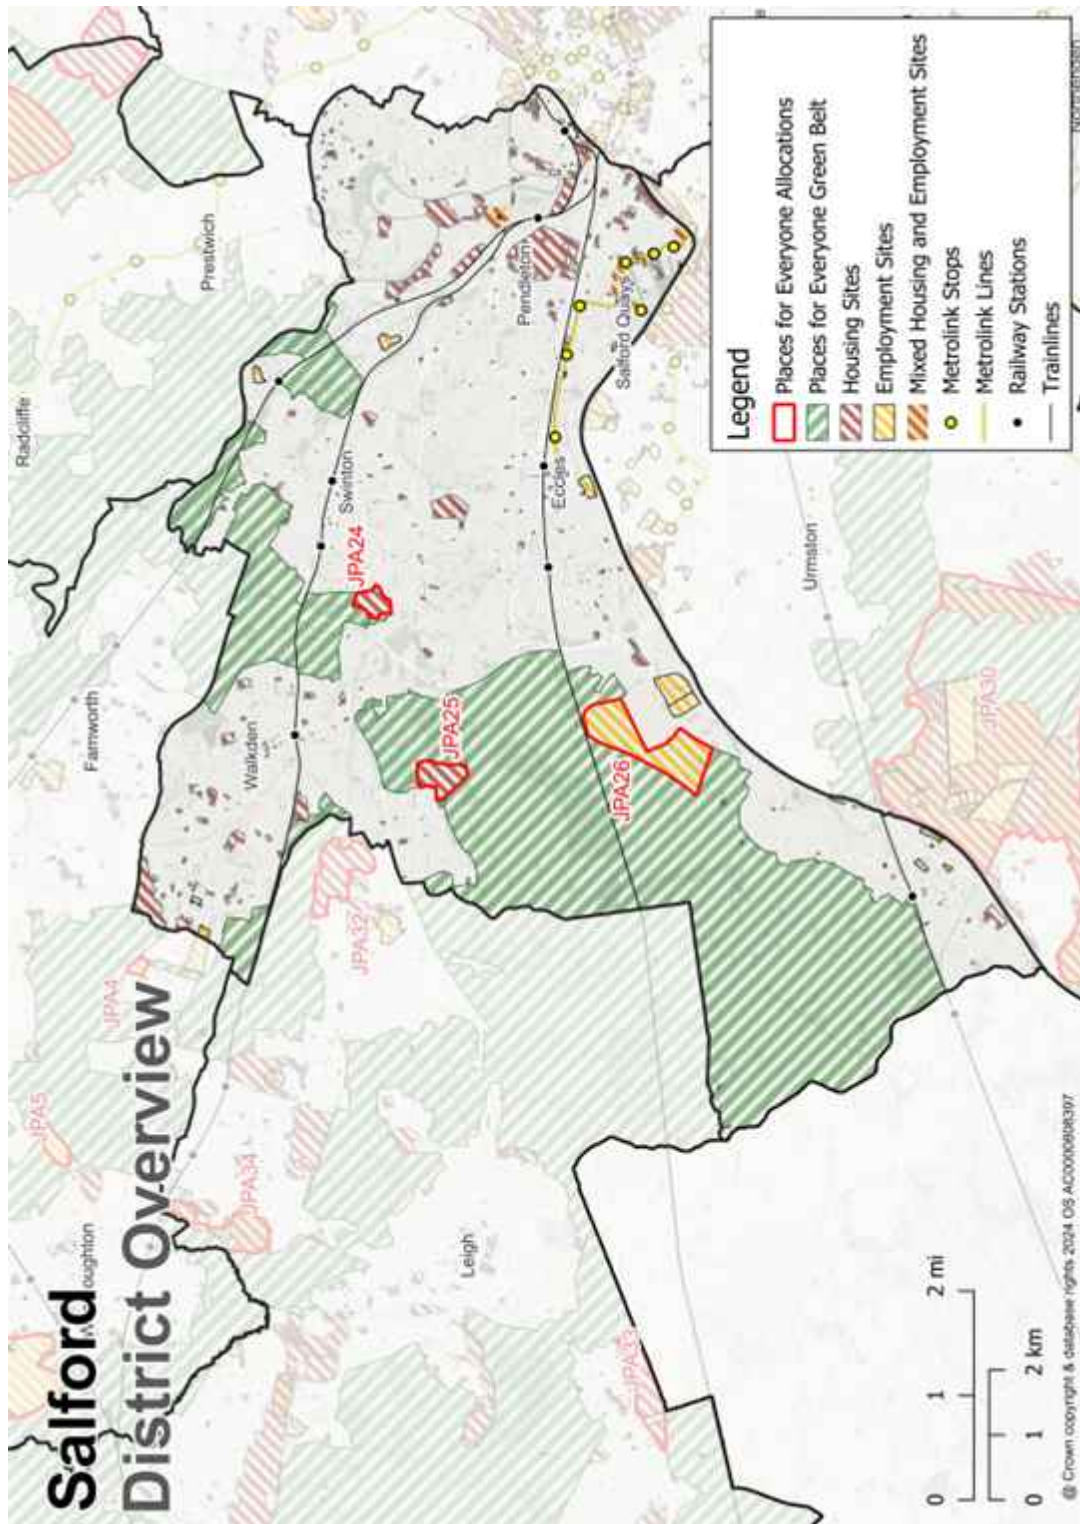 Salford
District Overview
Radcliffe
Prestwich
Farnworth
Walkden
Swinton
Pendleton
Salford Quays
Eccles
Urmston
Leigh
oughton
JPA5
JPA4
JPA34
JPA32
JPA33
JPA24
JPA25
JPA26
JPA30
Northenden
Legend
Places for Everyone Allocations
Places for Everyone Green Belt
Housing Sites
Employment Sites
Mixed Housing and Employment Sites
Metrolink Stops
Metrolink Lines
Railway Stations
Trainlines
0 1 2 mi
0 1 2 km
@ Crown copyright & database rights 2024 OS AC0000808397